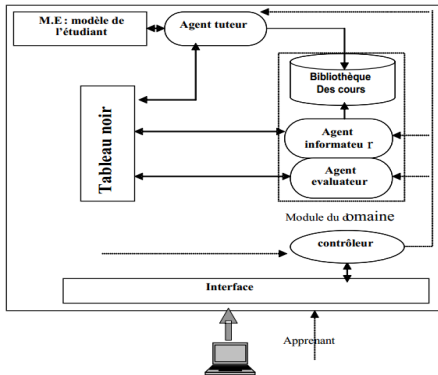 M.E : modèle de
l'étudiant
Agent tuteur
Bibliothèque
Des cours
Tableau noir
Agent
informateu r
Agent
evaluateur
Module du domaine
contrôleur
Interface
Apprenant